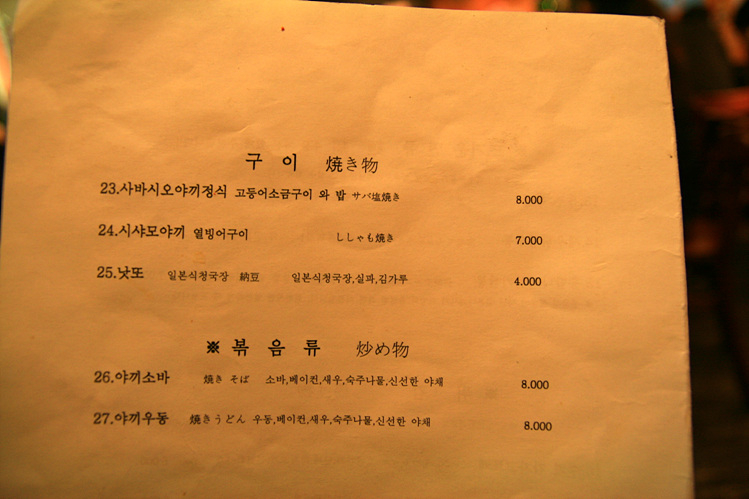 구 이 焼き物
23.사바시오야끼정식 고등어소금구이 와 밥 サバ塩焼き 8.000
24.시샤모야끼 열빙어구이 ししゃも焼き 7.000
25.낫또 일본식청국장 納豆 일본식청국장,실파,김가루 4.000
※ 볶 음 류 炒め物
26.야끼소바 焼き そば 소바,베이컨,새우,숙주나물,신선한 야채 8.000
27.야끼우동 焼きうどん 우동,베이컨,새우,숙주나물,신선한 야채 8.000